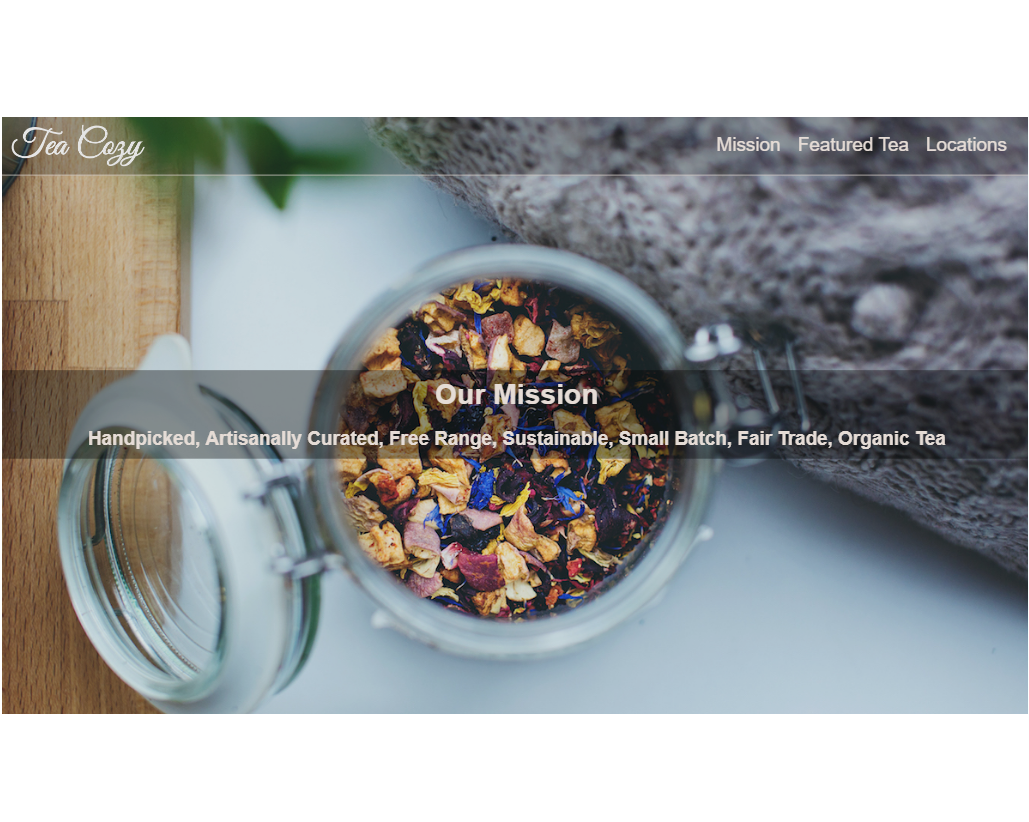 Tea Cozy
Mission Featured Tea Locations
Our Mission
Handpicked, Artisanally Curated, Free Range, Sustainable, Small Batch, Fair Trade, Organic Tea